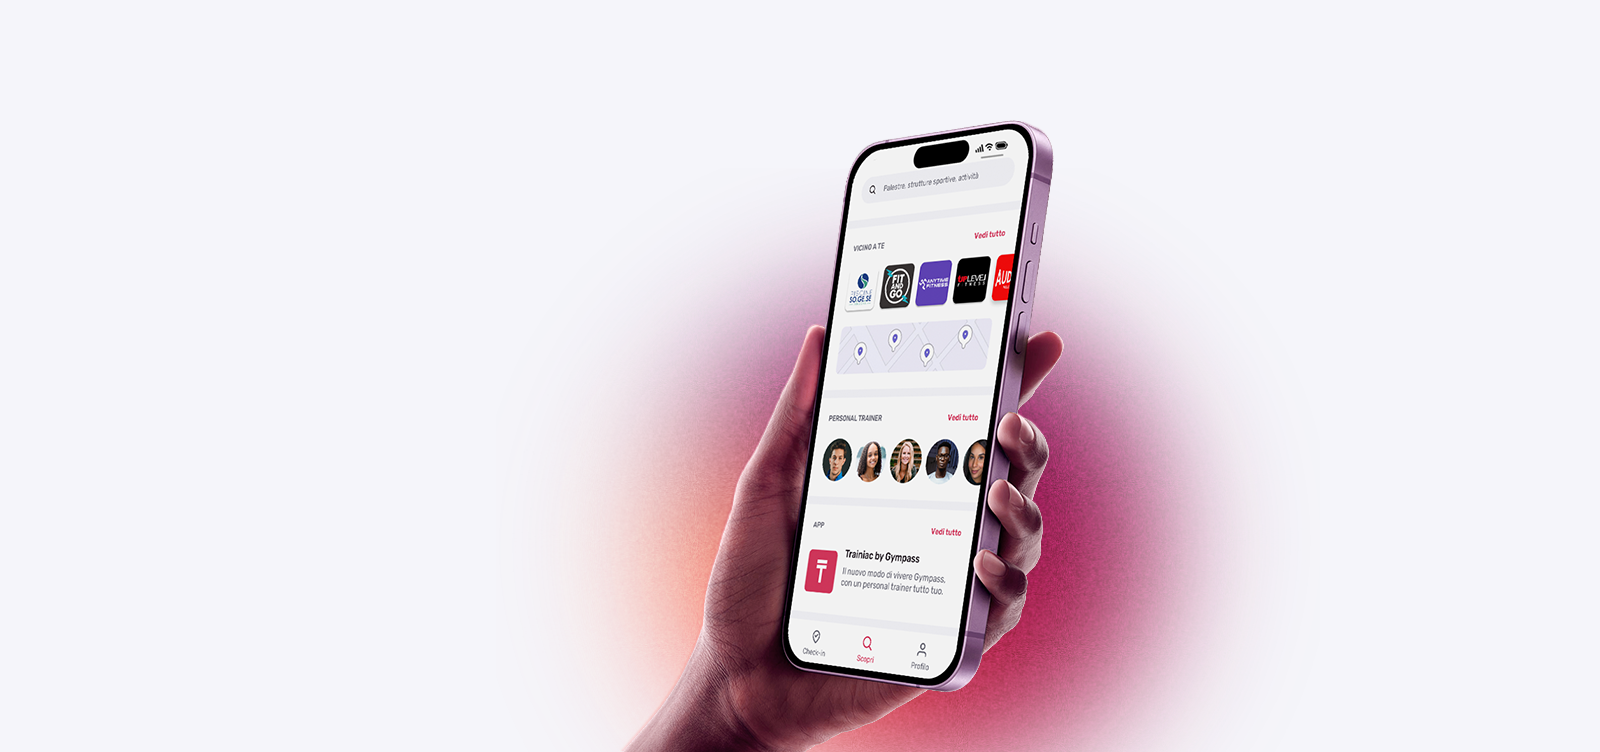 Palestre, strutture sportive, attività
VICINO A TE
Vedi tutto
SO.GE.SE
FIT
AND
GO
ANYTIME
FITNESS
UPLEVEL
FITNESS
AUD
PERSONAL TRAINER
Vedi tutto
APP
Vedi tutto
Trainiac by Gympass
Il nuovo modo di vivere Gympass,
con un personal trainer tutto tuo.
Check-in
Scopri
Profilo